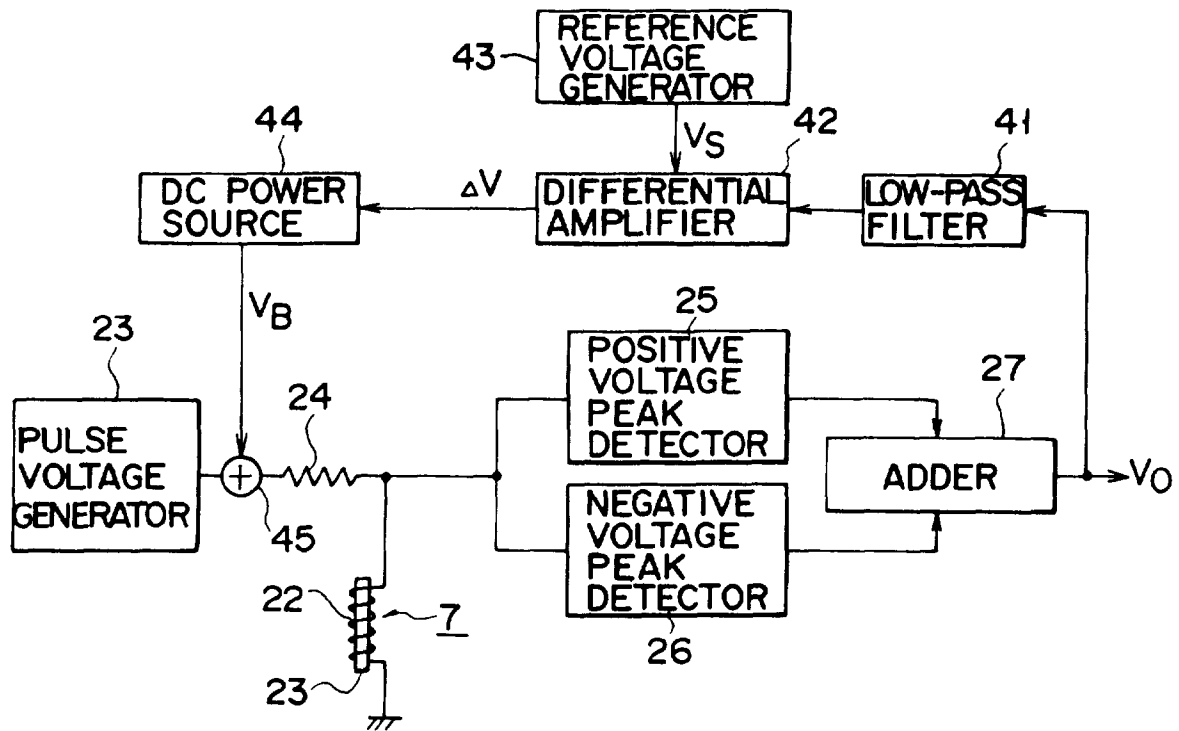 43
REFERENCE
VOLTAGE
GENERATOR
44
42
41
VS
DC POWER
SOURCE
△V
DIFFERENTIAL
AMPLIFIER
LOW-PASS
FILTER
VB
23
25
24
27
PULSE
VOLTAGE
GENERATOR
+
45
POSITIVE
VOLTAGE
PEAK
DETECTOR
ADDER
VO
NEGATIVE
VOLTAGE
PEAK
DETECTOR
22
7
23
26